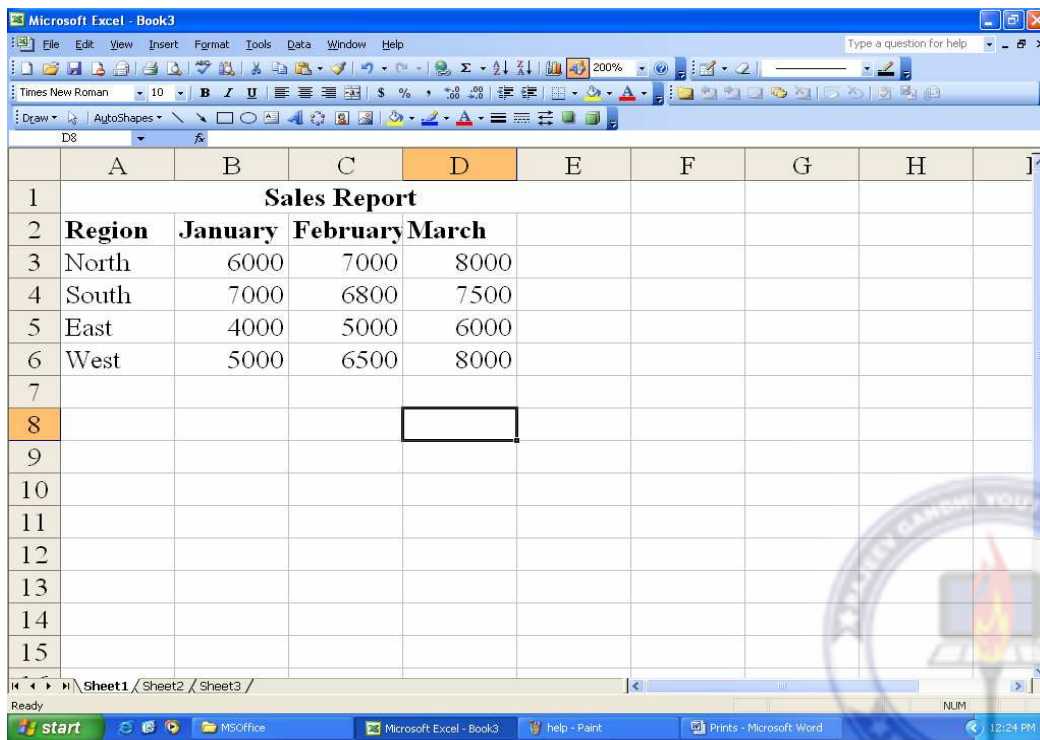 Microsoft Excel - Book3
File Edit View Insert Format Tools Data Window Help Type a question for help
200%
Times New Roman 10 B I U $ % ,
Draw AutoShapes
D8 fx
A B C D E F G H I
1 Sales Report
2 Region January February March
3 North 6000 7000 8000
4 South 7000 6800 7500
5 East 4000 5000 6000
6 West 5000 6500 8000
7
8
9
10
11
12
13
14
15
Sheet1 Sheet2 Sheet3
Ready NUM
start MSOffice Microsoft Excel - Book3 help - Paint Prints - Microsoft Word 12:24 PM
GANDHI YOU